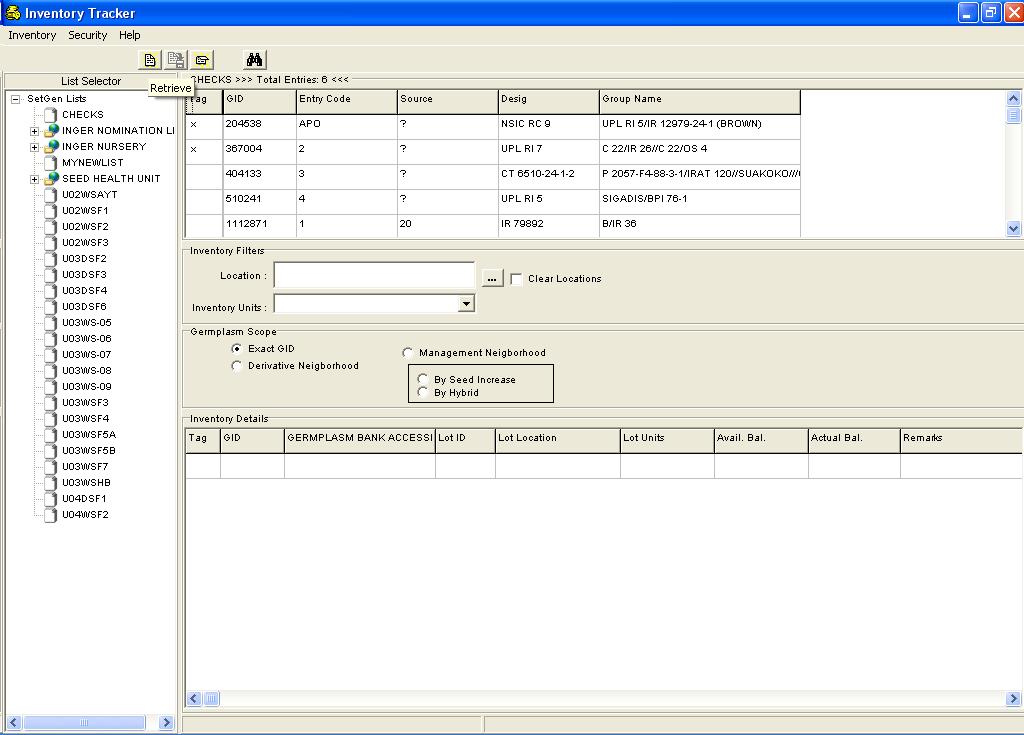 Inventory Tracker
Inventory Security Help
List Selector
Retrieve
SetGen Lists
CHECKS
INGER NOMINATION LI
INGER NURSERY
MYNEWLIST
SEED HEALTH UNIT
U02WSAYT
U02WSF1
U02WSF2
U02WSF3
U03DSF2
U03DSF3
U03DSF4
U03DSF6
U03WS-05
U03WS-06
U03WS-07
U03WS-08
U03WS-09
U03WSF3
U03WSF4
U03WSF5A
U03WSF5B
U03WSF7
U03WSHB
U04DSF1
U04WSF2
CHECKS >>> Total Entries: 6 <<<
ag GID Entry Code Source Desig Group Name
x 204538 APO ? NSIC RC 9 UPL RI 5/IR 12979-24-1 (BROWN)
x 367004 2 ? UPL RI 7 C 22/IR 26//C 22/OS 4
404133 3 ? CT 6510-24-1-2 P 2057-F4-88-3-1/IRAT 120//SUAKOKO///
510241 4 ? UPL RI 5 SIGADIS/BPI 76-1
1112871 1 20 IR 79892 B/IR 36
Inventory Filters
Location : ... Clear Locations
Inventory Units :
Germplasm Scope
Exact GID
Derivative Neigborhood
Management Neigborhood
By Seed Increase
By Hybrid
Inventory Details
Tag GID GERMPLASM BANK ACCESSI Lot ID Lot Location Lot Units Avail. Bal. Actual Bal. Remarks